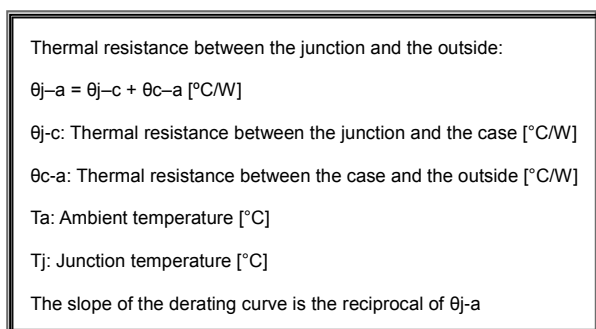 Thermal resistance between the junction and the outside:
θj–a = θj–c + θc–a [ºC/W]
θj-c: Thermal resistance between the junction and the case [°C/W]
θc-a: Thermal resistance between the case and the outside [°C/W]
Ta: Ambient temperature [°C]
Tj: Junction temperature [°C]
The slope of the derating curve is the reciprocal of θj-a